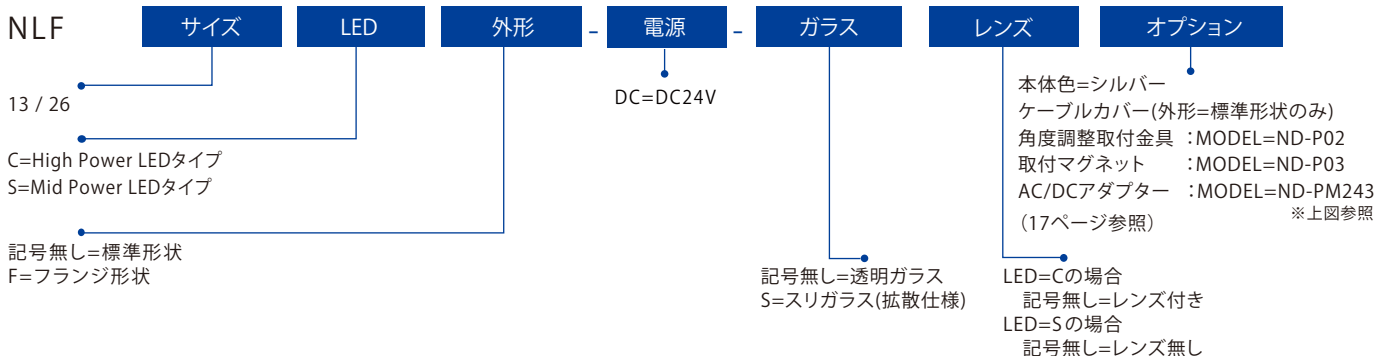 NLF サイズ LED 外形 - 電源 - ガラス レンズ オプション
13 / 26
C=High Power LEDタイプ
S=Mid Power LEDタイプ
記号無し=標準形状
F=フランジ形状
DC=DC24V
記号無し=透明ガラス
S=スリガラス(拡散仕様)
LED=Cの場合
記号無し=レンズ付き
LED=Sの場合
記号無し=レンズ無し
本体色=シルバー
ケーブルカバー(外形=標準形状のみ)
角度調整取付金具 :MODEL=ND-P02
取付マグネット :MODEL=ND-P03
AC/DCアダプター :MODEL=ND-PM243
※上図参照
（17ページ参照）